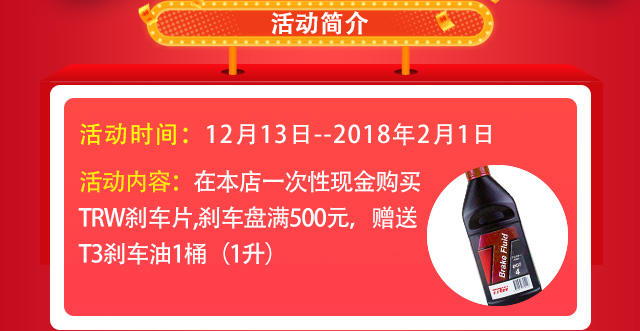 活动简介
活动时间：12月13日--2018年2月1日
活动内容：在本店一次性现金购买
TRW刹车片,刹车盘满500元，赠送
T3刹车油1桶（1升）
Brake Fluid
DOT
4
TRW